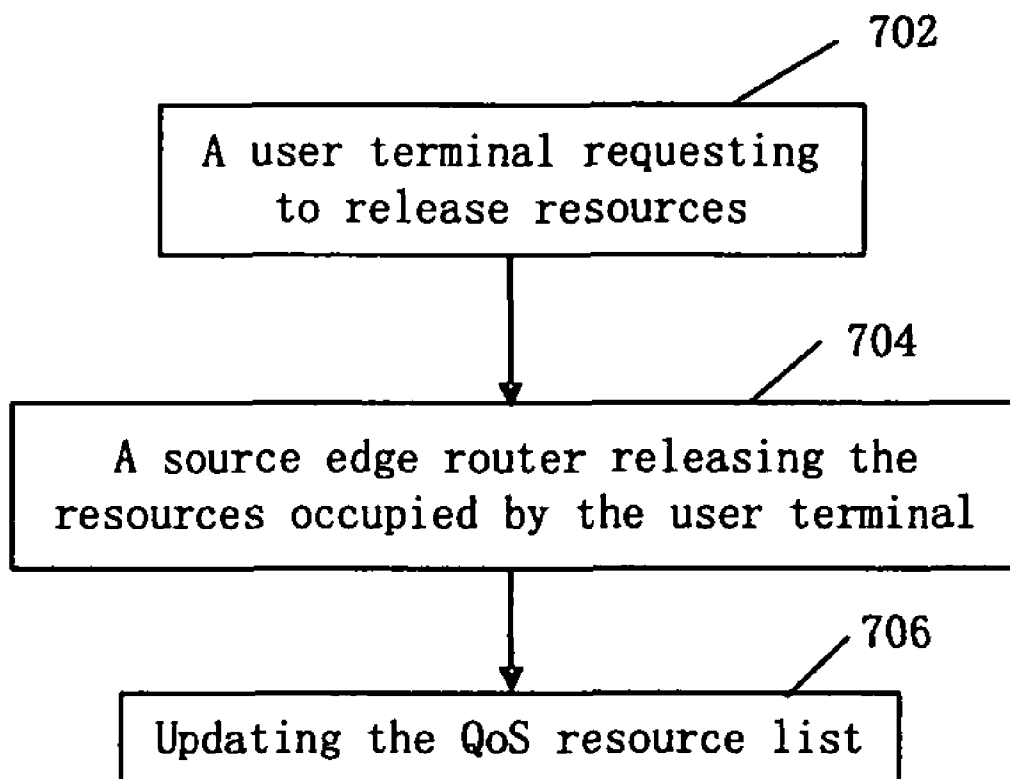 702
A user terminal requesting
to release resources
704
A source edge router releasing the
resources occupied by the user terminal
706
Updating the QoS resource list